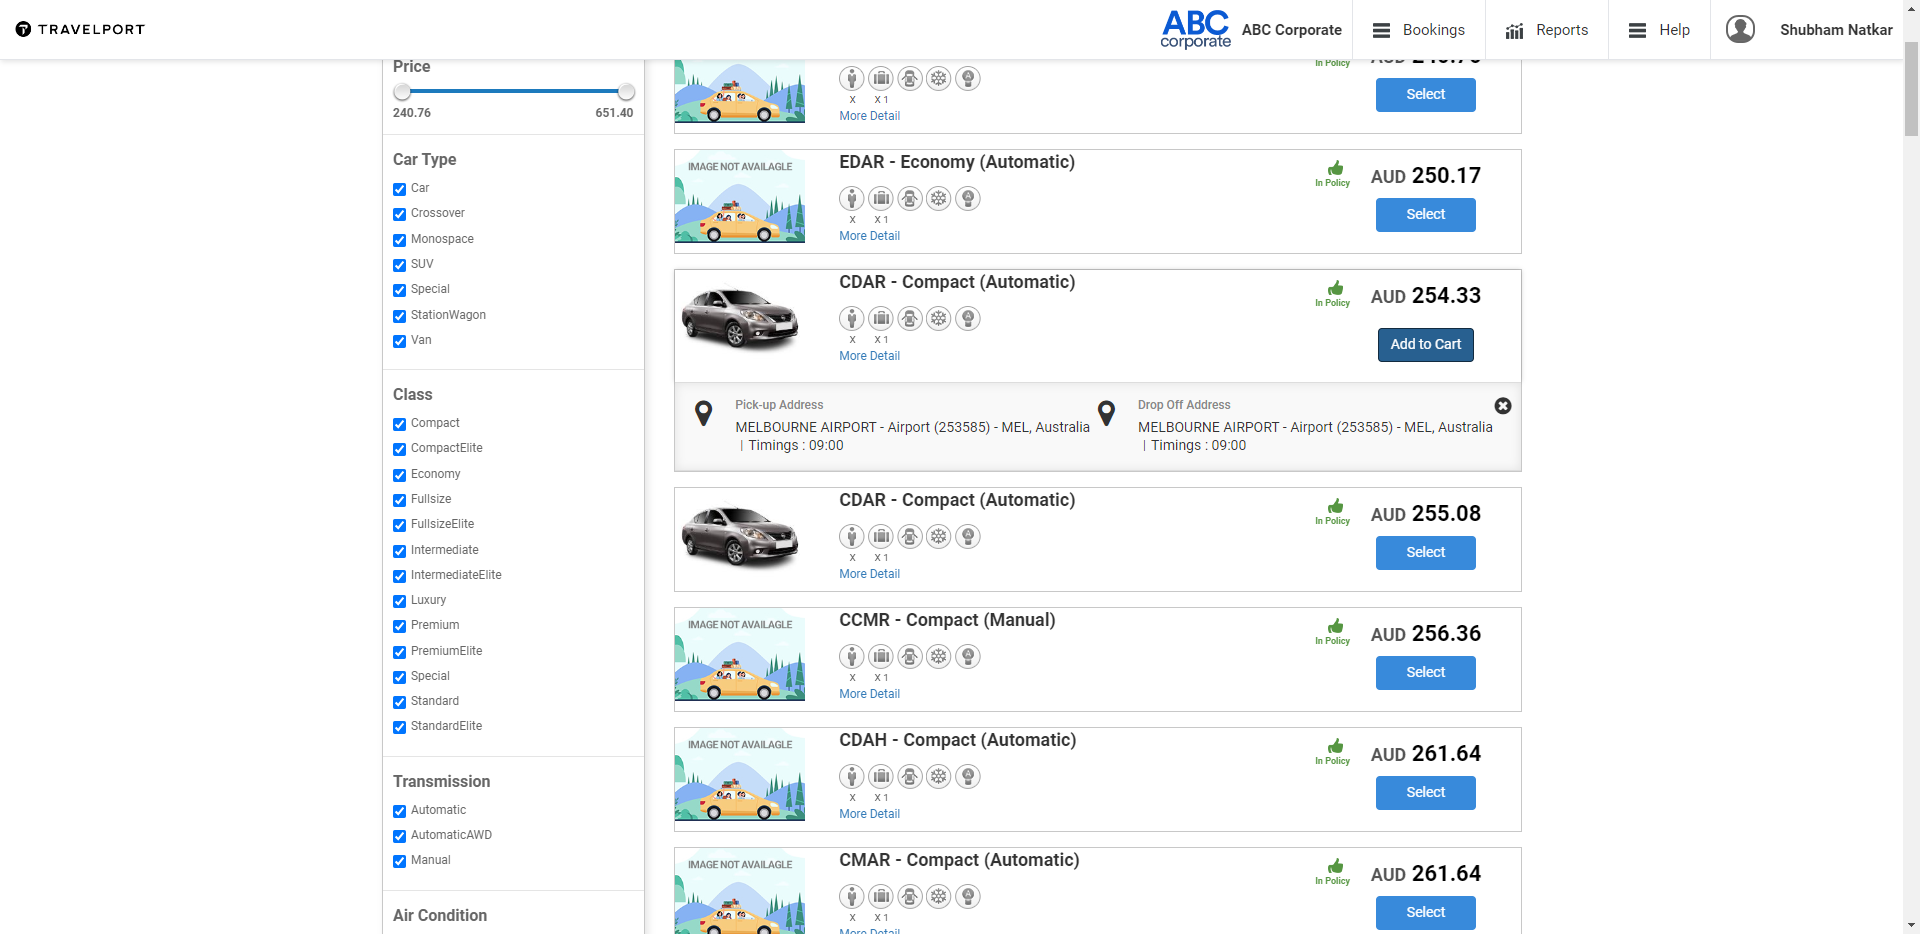 TRAVELPORT
ABC
corporate
ABC Corporate
Bookings
Reports
Help
Shubham Natkar
Price
240.76
651.40
Car Type
Car
Crossover
Monospace
SUV
Special
StationWagon
Van
Class
Compact
CompactElite
Economy
Fullsize
FullsizeElite
Intermediate
IntermediateElite
Luxury
Premium
PremiumElite
Special
Standard
StandardElite
Transmission
Automatic
AutomaticAWD
Manual
Air Condition
X X 1
More Detail
In Policy
Select
IMAGE NOT AVAILAGLE
EDAR - Economy (Automatic)
X X 1
More Detail
In Policy
AUD 250.17
Select
CDAR - Compact (Automatic)
X X 1
More Detail
In Policy
AUD 254.33
Add to Cart
Pick-up Address
MELBOURNE AIRPORT - Airport (253585) - MEL, Australia
| Timings : 09:00
Drop Off Address
MELBOURNE AIRPORT - Airport (253585) - MEL, Australia
| Timings : 09:00
CDAR - Compact (Automatic)
X X 1
More Detail
In Policy
AUD 255.08
Select
IMAGE NOT AVAILAGLE
CCMR - Compact (Manual)
X X 1
More Detail
In Policy
AUD 256.36
Select
IMAGE NOT AVAILAGLE
CDAH - Compact (Automatic)
X X 1
More Detail
In Policy
AUD 261.64
Select
IMAGE NOT AVAILAGLE
CMAR - Compact (Automatic)
X X 1
More Detail
In Policy
AUD 261.64
Select